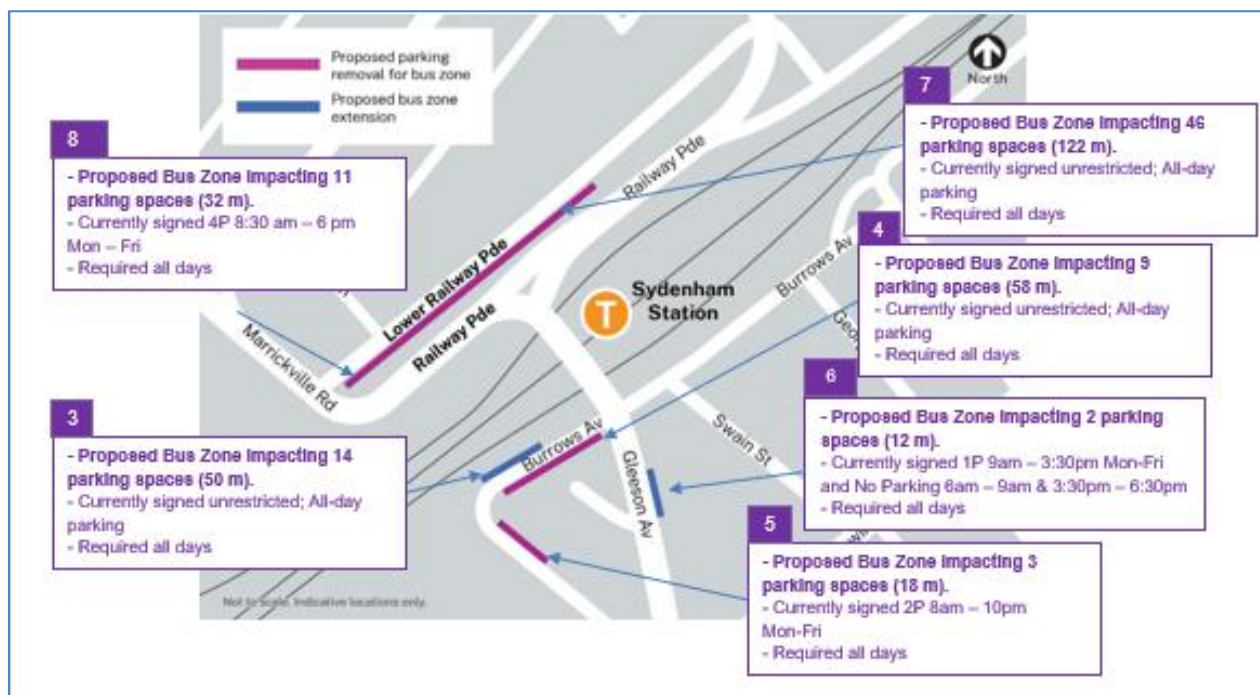 Proposed parking
removal for bus zone
Proposed bus zone
extension
North
7
- Proposed Bus Zone Impacting 46
parking spaces (122 m).
- Currently signed unrestricted; All-day
parking
- Required all days
8
- Proposed Bus Zone Impacting 11
parking spaces (32 m).
- Currently signed 4P 8:30 am – 6 pm
Mon – Fri
- Required all days
Railway Pde
Lower Railway Pde
Railway Pde
Marrickville Rd
T
Sydenham
Station
Burrows Av
4
- Proposed Bus Zone Impacting 9
parking spaces (58 m).
- Currently signed unrestricted; All-day
parking
- Required all days
6
- Proposed Bus Zone Impacting 2 parking
spaces (12 m).
- Currently signed 1P 9am – 3:30pm Mon-Fri
and No Parking 6am – 9am & 3:30pm – 6:30pm
- Required all days
3
- Proposed Bus Zone Impacting 14
parking spaces (50 m).
- Currently signed unrestricted; All-day
parking
- Required all days
Burrows Av
Gleeson Av
Swain St
5
- Proposed Bus Zone Impacting 3
parking spaces (18 m).
- Currently signed 2P 8am – 10pm
Mon-Fri
- Required all days
Not to scale. Indicative locations only.